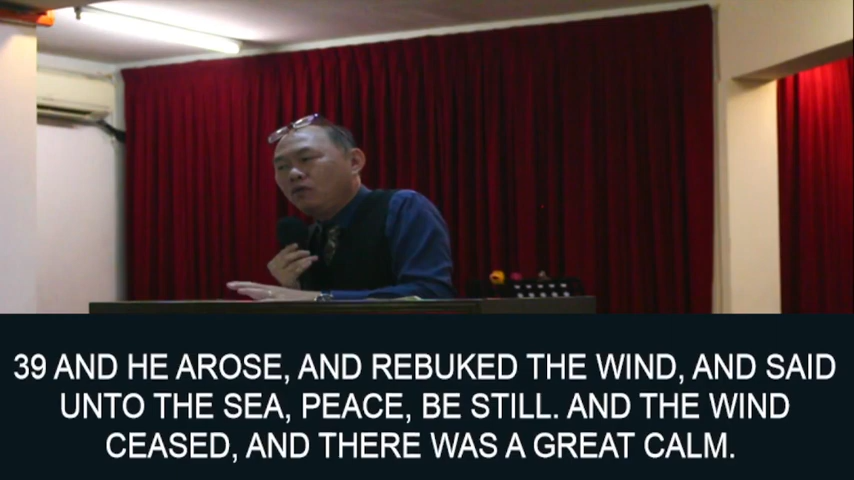 39 AND HE AROSE, AND REBUKED THE WIND, AND SAID
UNTO THE SEA, PEACE, BE STILL. AND THE WIND
CEASED, AND THERE WAS A GREAT CALM.